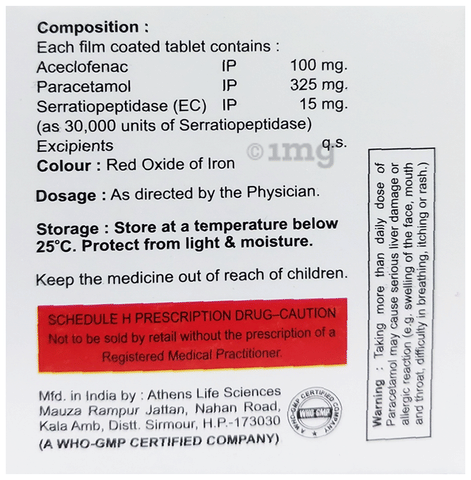 Composition :
Each film coated tablet contains :
Aceclofenac IP 100 mg.
Paracetamol IP 325 mg.
Serratiopeptidase (EC) IP 15 mg.
(as 30,000 units of Serratiopeptidase)
Excipients q.s.
©1mg
Colour : Red Oxide of Iron
Dosage : As directed by the Physician.
Storage : Store at a temperature below
25°C. Protect from light & moisture.
Keep the medicine out of reach of children.
SCHEDULE H PRESCRIPTION DRUG–CAUTION
Not to be sold by retail without the prescription of a
Registered Medical Practitioner.
Mfd. in India by : Athens Life Sciences
Mauza Rampur Jattan, Nahan Road,
Kala Amb, Distt. Sirmour, H.P.-173030
(A WHO-GMP CERTIFIED COMPANY)
WHO-GMP CERTIFIED COMPANY
WHO-GMP
Warning : Taking more than daily dose of
Paracetamol may cause serious liver damage or
allergic reaction (e.g. swelling of the face, mouth
and throat, difficulty in breathing, itching or rash.)